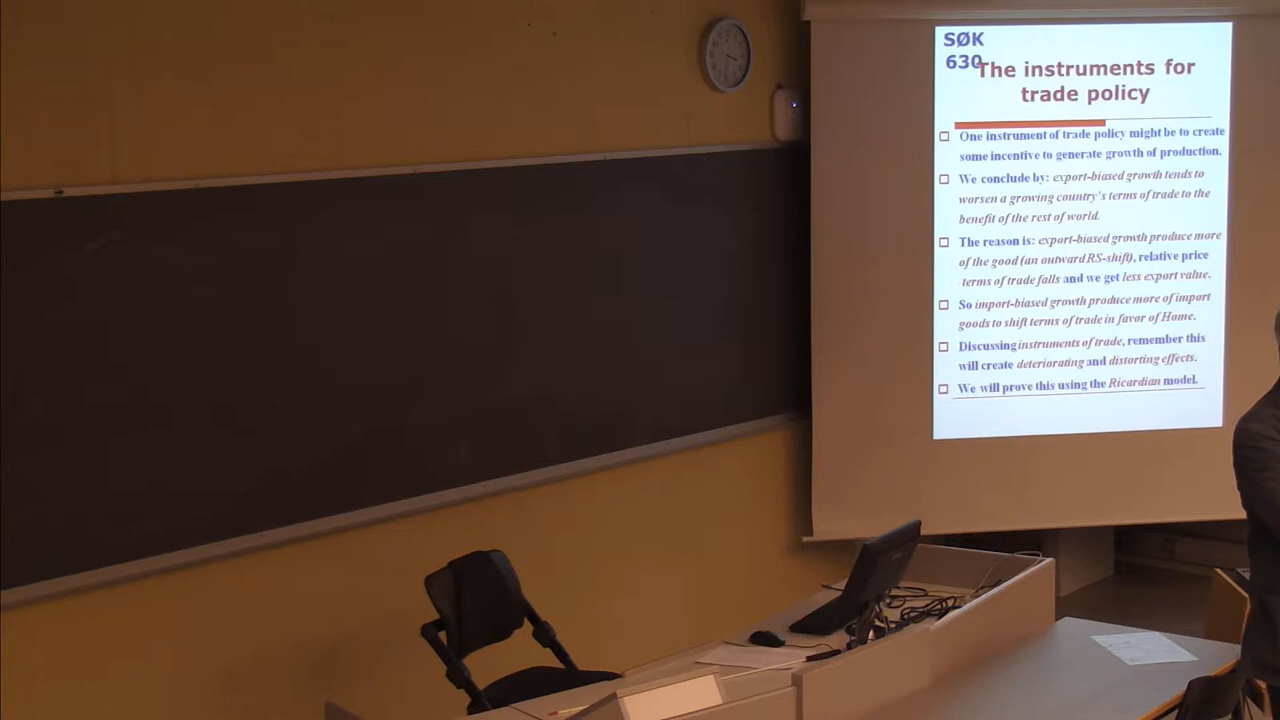 SØK
630
The instruments for
trade policy
One instrument of trade policy might be to create
some incentive to generate growth of production.
We conclude by: export-biased growth tends to
worsen a growing country's terms of trade to the
benefit of the rest of world.
The reason is: export-biased growth produce more
of the good (an outward RS-shift), relative price
terms of trade falls and we get less export value.
So import-biased growth produce more of import
goods to shift terms of trade in favor of Home.
Discussing instruments of trade, remember this
will create deteriorating and distorting effects.
We will prove this using the Ricardian model.